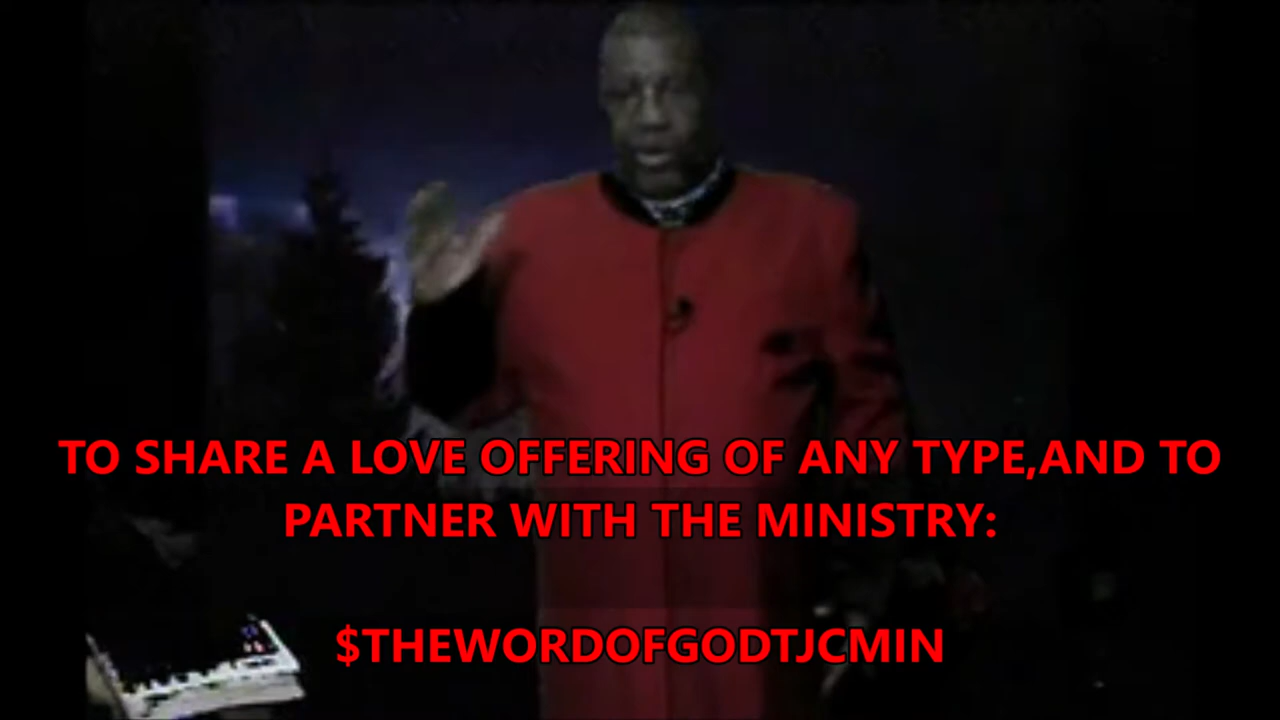 TO SHARE A LOVE OFFERING OF ANY TYPE,AND TO
PARTNER WITH THE MINISTRY:
$THEWORDOFGODTJCMIN